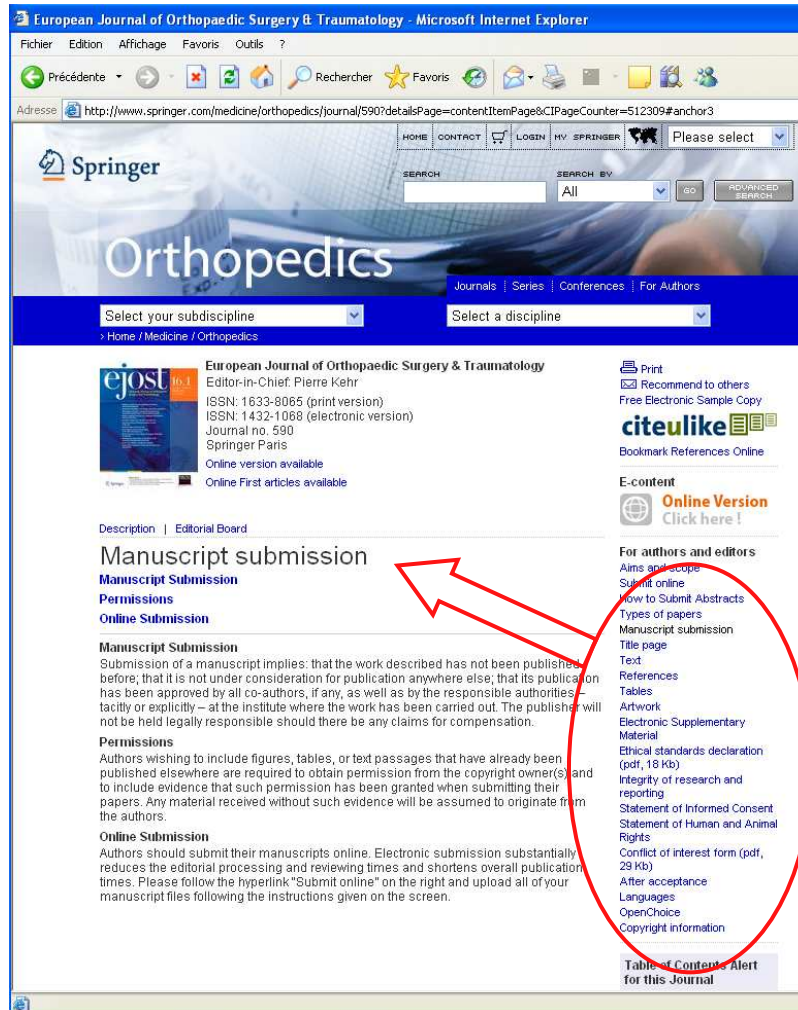 European Journal of Orthopaedic Surgery & Traumatology - Microsoft Internet Explorer
Fichier Edition Affichage Favoris Outils ?
Précédente Rechercher Favoris
Adresse http://www.springer.com/medicine/orthopedics/journal/590?detailsPage=contentItemPage&CIPageCounter=512309#anchor3
HOME CONTACT LOGIN MY SPRINGER Please select
Springer
SEARCH SEARCH BY
All GO ADVANCED SEARCH
Orthopedics
Journals | Series | Conferences | For Authors
Select your subdiscipline Select a discipline
> Home / Medicine / Orthopedics
ejost 16.1
European Journal of Orthopaedic Surgery & Traumatology
Editor-in-Chief: Pierre Kehr
ISSN: 1633-8065 (print version)
ISSN: 1432-1068 (electronic version)
Journal no. 590
Springer Paris
Online version available
Online First articles available
Description | Editorial Board
Manuscript submission
Manuscript Submission
Permissions
Online Submission
Manuscript Submission
Submission of a manuscript implies: that the work described has not been published
before; that it is not under consideration for publication anywhere else; that its publication
has been approved by all co-authors, if any, as well as by the responsible authorities –
tacitly or explicitly – at the institute where the work has been carried out. The publisher will
not be held legally responsible should there be any claims for compensation.
Permissions
Authors wishing to include figures, tables, or text passages that have already been
published elsewhere are required to obtain permission from the copyright owner(s) and
to include evidence that such permission has been granted when submitting their
papers. Any material received without such evidence will be assumed to originate from
the authors.
Online Submission
Authors should submit their manuscripts online. Electronic submission substantially
reduces the editorial processing and reviewing times and shortens overall publication
times. Please follow the hyperlink "Submit online" on the right and upload all of your
manuscript files following the instructions given on the screen.
Print
Recommend to others
Free Electronic Sample Copy
citeulike
Bookmark References Online
E-content
Online Version
Click here !
For authors and editors
Aims and scope
Submit online
How to Submit Abstracts
Types of papers
Manuscript submission
Title page
Text
References
Tables
Artwork
Electronic Supplementary
Material
Ethical standards declaration
(pdf, 18 Kb)
Integrity of research and
reporting
Statement of Informed Consent
Statement of Human and Animal
Rights
Conflict of interest form (pdf,
29 Kb)
After acceptance
Languages
OpenChoice
Copyright information
Table of Contents Alert
for this Journal